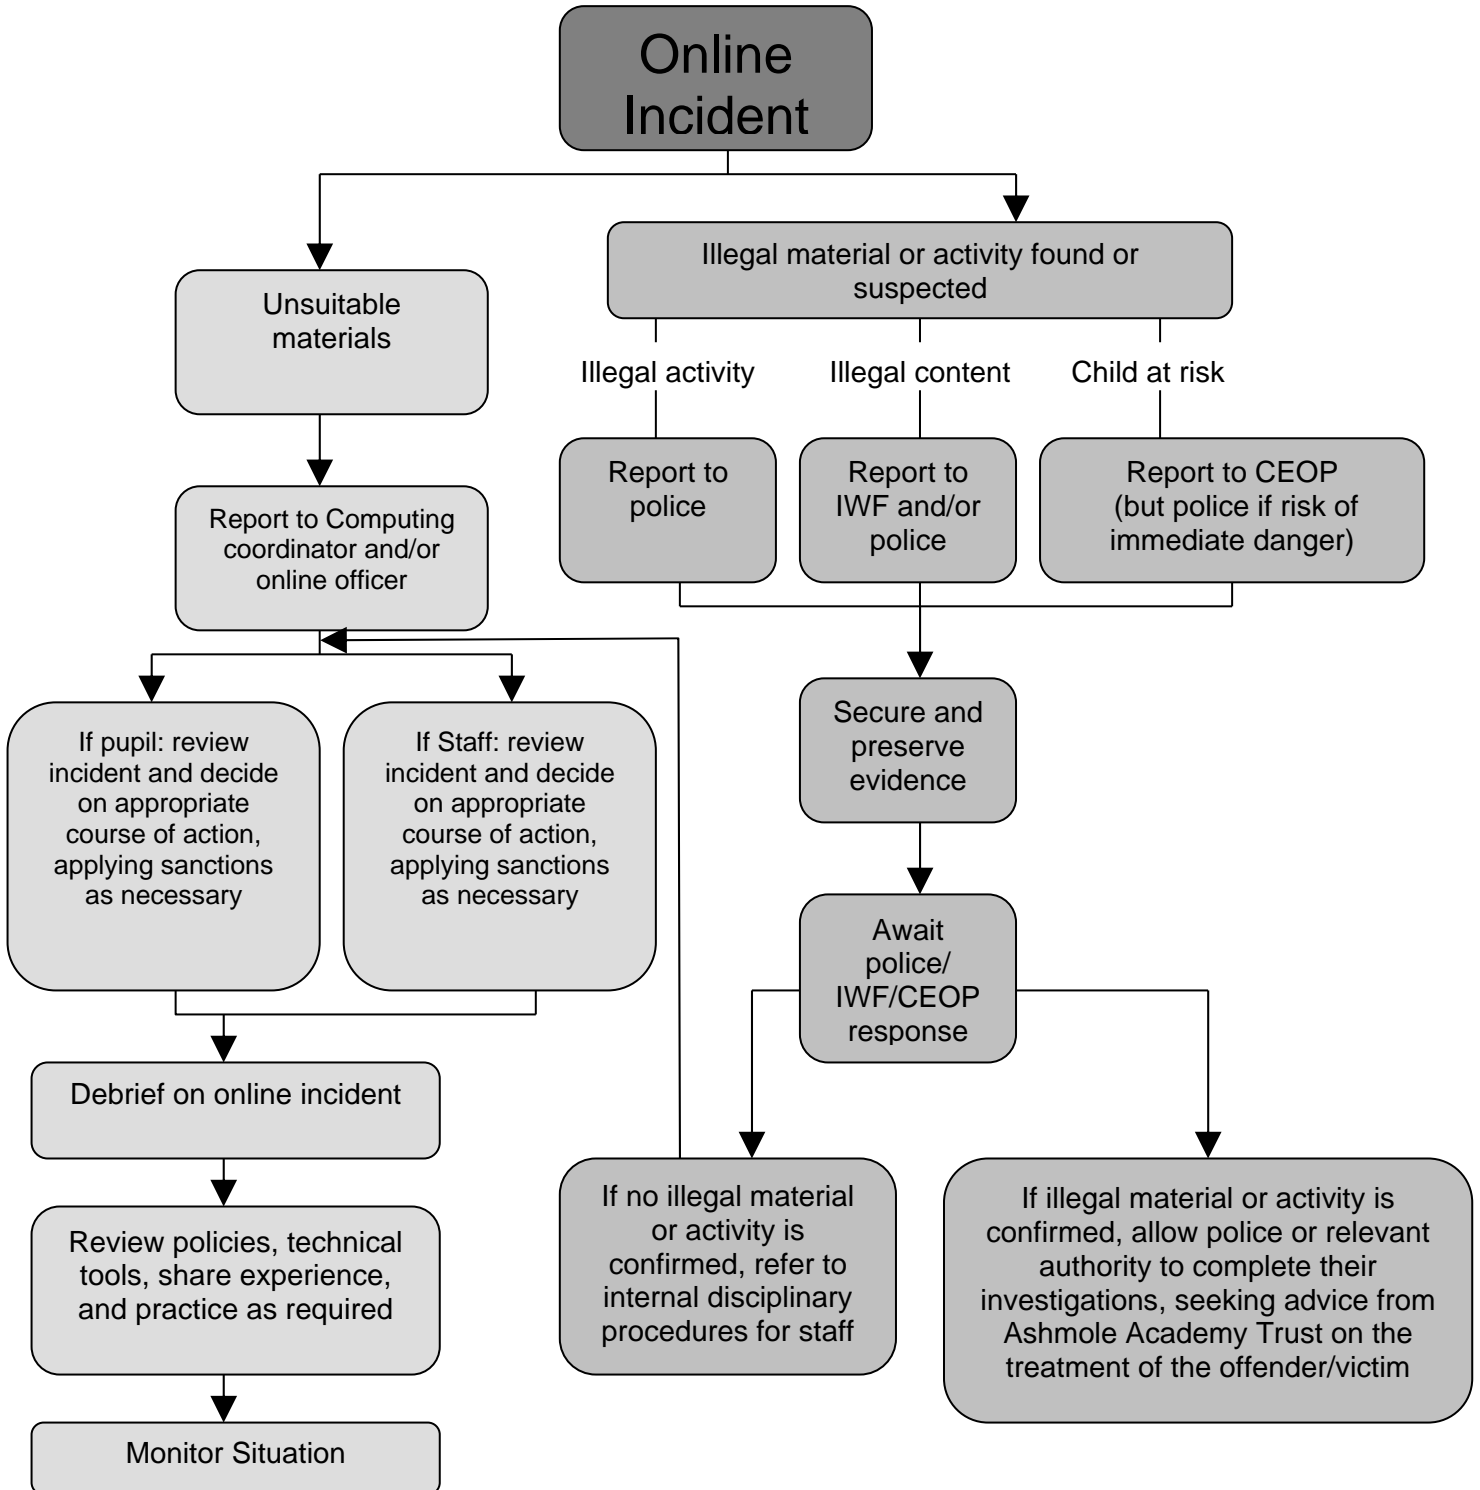 Online
Incident
Unsuitable
materials
Illegal material or activity found or
suspected
Illegal activity
Illegal content
Child at risk
Report to Computing
coordinator and/or
online officer
Report to
police
Report to
IWF and/or
police
Report to CEOP
(but police if risk of
immediate danger)
If pupil: review
incident and decide
on appropriate
course of action,
applying sanctions
as necessary
If Staff: review
incident and decide
on appropriate
course of action,
applying sanctions
as necessary
Secure and
preserve
evidence
Await
police/
IWF/CEOP
response
Debrief on online incident
Review policies, technical
tools, share experience,
and practice as required
Monitor Situation
If no illegal material
or activity is
confirmed, refer to
internal disciplinary
procedures for staff
If illegal material or activity is
confirmed, allow police or relevant
authority to complete their
investigations, seeking advice from
Ashmole Academy Trust on the
treatment of the offender/victim